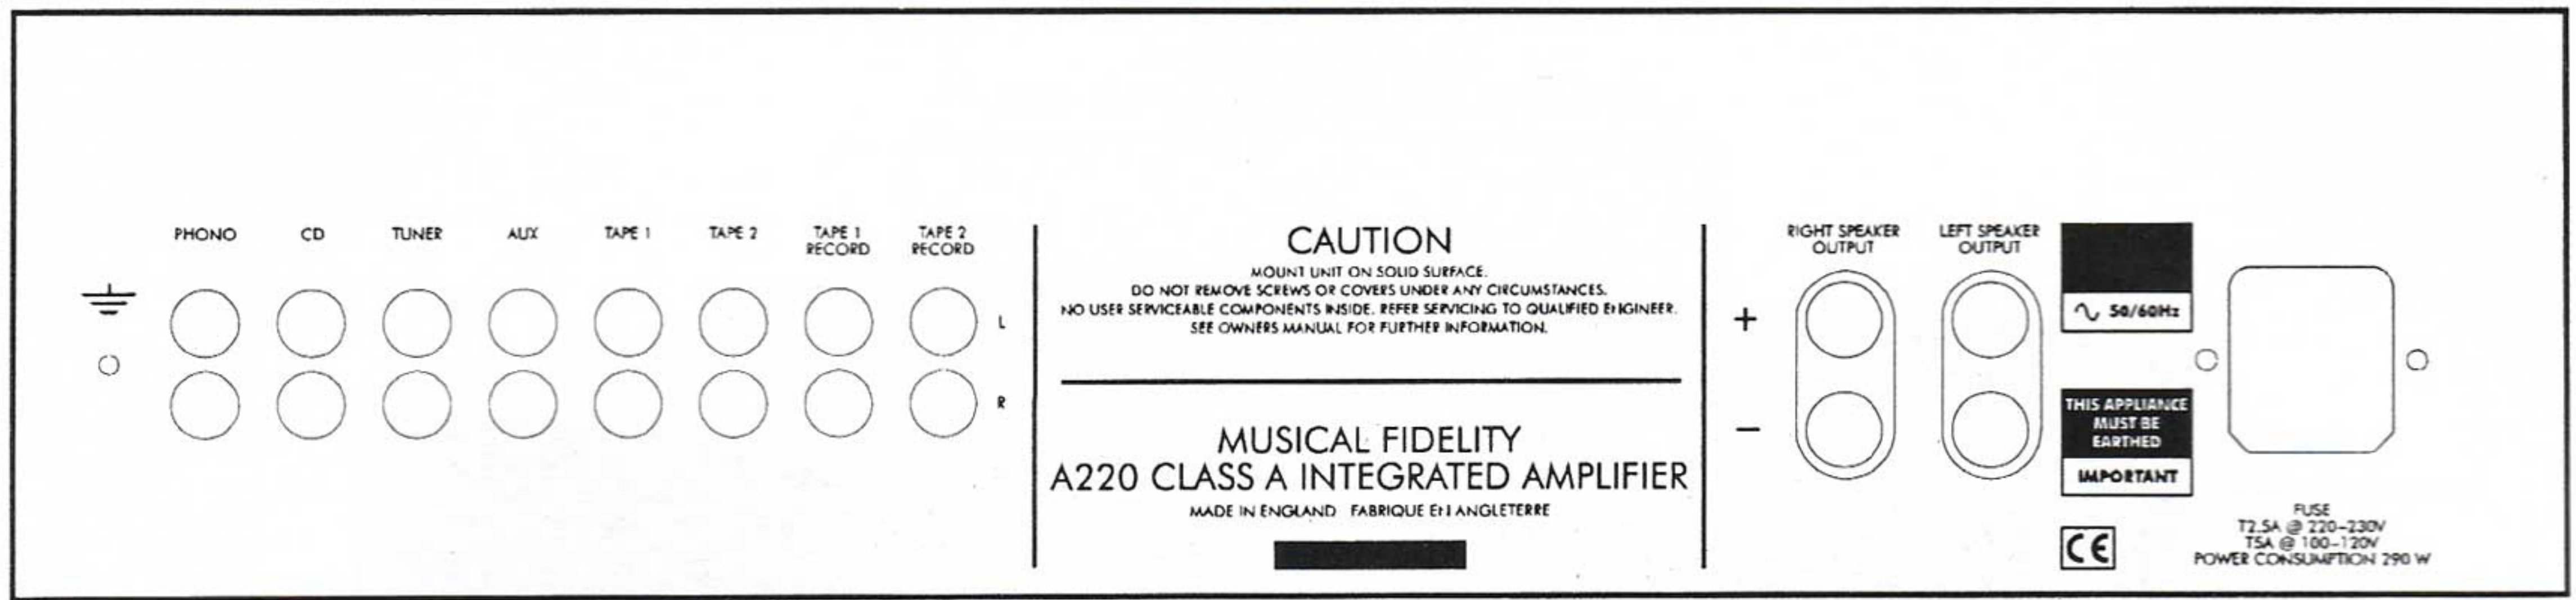 PHONO
CD
TUNER
AUX
TAPE 1
TAPE 2
TAPE 1
RECORD
TAPE 2
RECORD
L
R
CAUTION
MOUNT UNIT ON SOLID SURFACE.
DO NOT REMOVE SCREWS OR COVERS UNDER ANY CIRCUMSTANCES.
NO USER SERVICEABLE COMPONENTS INSIDE. REFER SERVICING TO QUALIFIED ENGINEER.
SEE OWNERS MANUAL FOR FURTHER INFORMATION.
MUSICAL FIDELITY
A220 CLASS A INTEGRATED AMPLIFIER
MADE IN ENGLAND FABRIQUE EN ANGLETERRE
+
−
RIGHT SPEAKER
OUTPUT
LEFT SPEAKER
OUTPUT
50/60Hz
THIS APPLIANCE
MUST BE
EARTHED
IMPORTANT
CE
FUSE
T2.5A @ 220-230V
T5A @ 100-120V
POWER CONSUMPTION 290 W